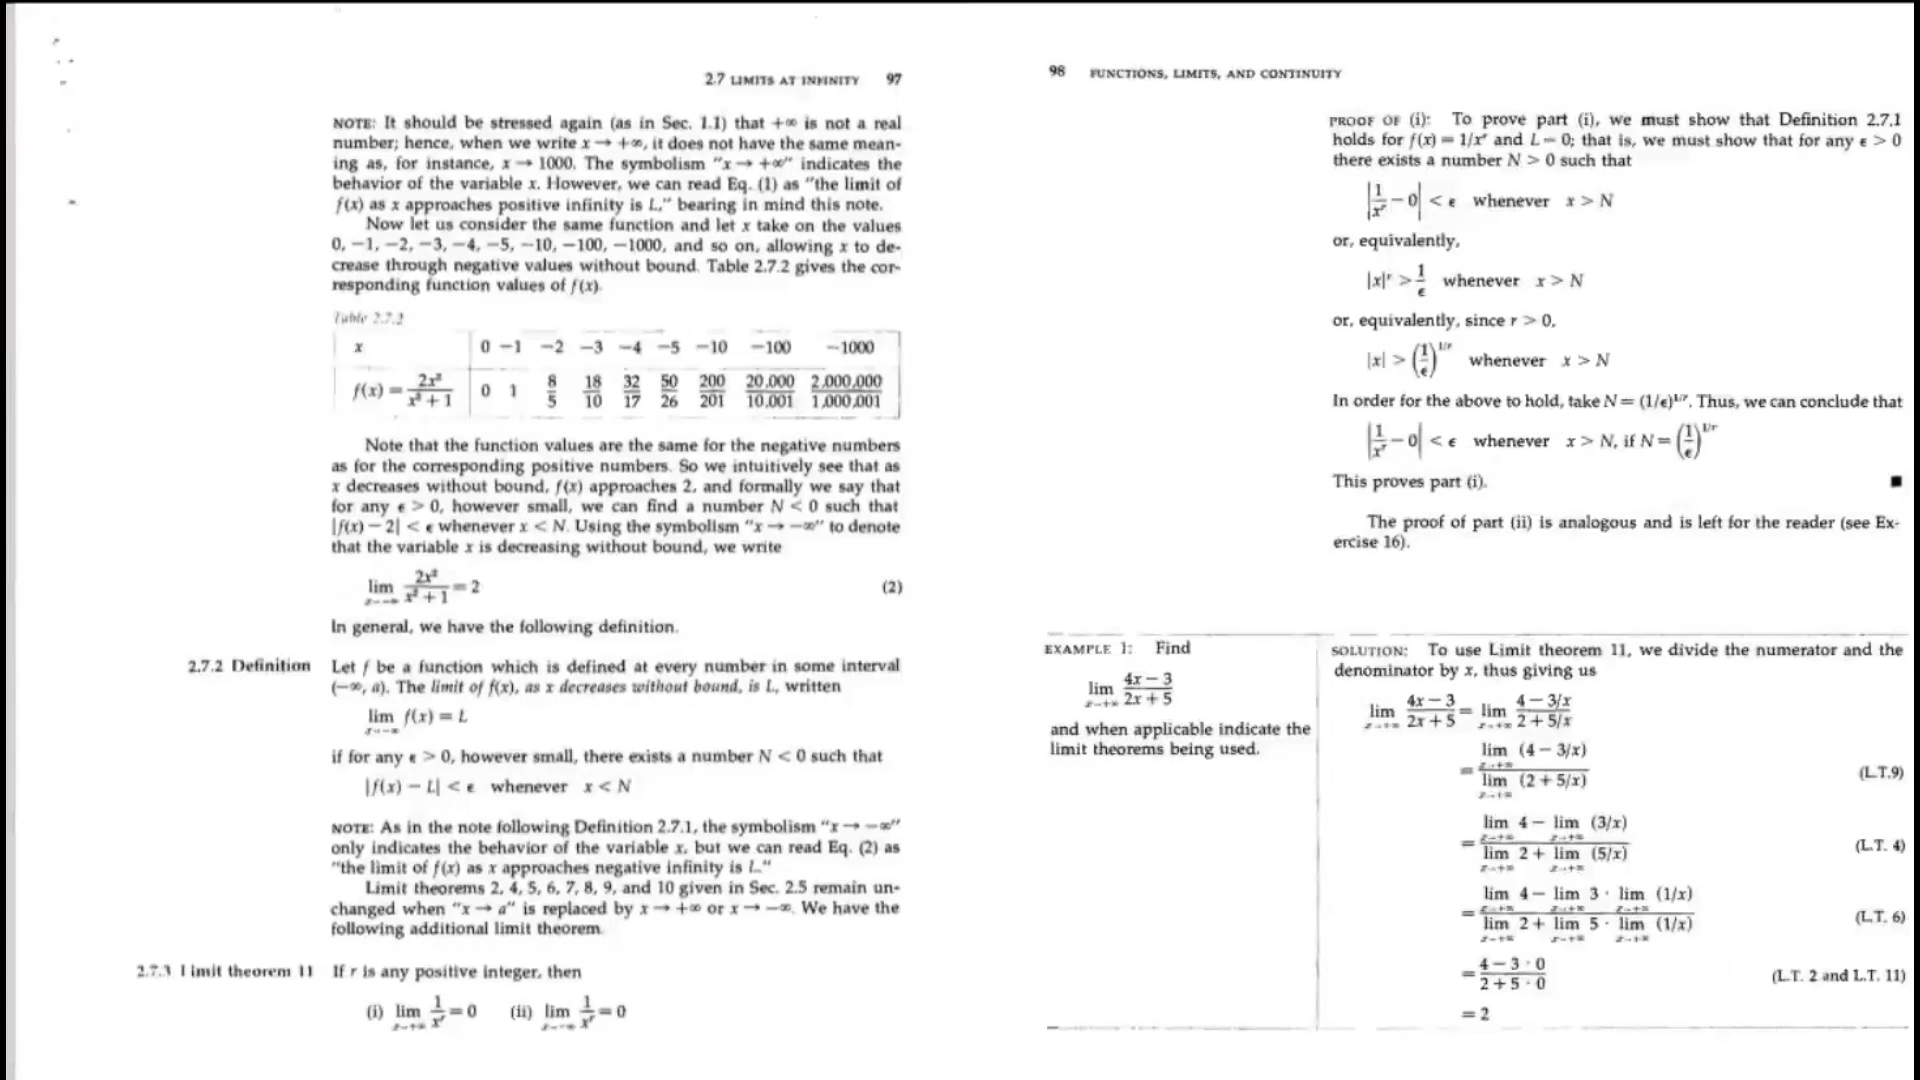 2.7 LIMITS AT INFINITY 97
NOTE: It should be stressed again (as in Sec. 1.1) that +∞ is not a real
number; hence, when we write x → +∞, it does not have the same mean-
ing as, for instance, x → 1000. The symbolism "x → +∞" indicates the
behavior of the variable x. However, we can read Eq. (1) as "the limit of
f(x) as x approaches positive infinity is L," bearing in mind this note.
Now let us consider the same function and let x take on the values
0, −1, −2, −3, −4, −5, −10, −100, −1000, and so on, allowing x to de-
crease through negative values without bound. Table 2.7.2 gives the cor-
responding function values of f(x).
Table 2.7.2
x 0 −1 −2 −3 −4 −5 −10 −100 −1000
f(x) = 2x²/(x² + 1) 0 1 8/5 18/10 32/17 50/26 200/201 20,000/10,001 2,000,000/1,000,001
Note that the function values are the same for the negative numbers
as for the corresponding positive numbers. So we intuitively see that as
x decreases without bound, f(x) approaches 2, and formally we say that
for any ϵ > 0, however small, we can find a number N < 0 such that
|f(x) − 2| < ϵ whenever x < N. Using the symbolism "x → −∞" to denote
that the variable x is decreasing without bound, we write
lim x→−∞ 2x²/(x² + 1) = 2 (2)
In general, we have the following definition.
2.7.2 Definition Let f be a function which is defined at every number in some interval
(−∞, a). The limit of f(x), as x decreases without bound, is L, written
lim x→−∞ f(x) = L
if for any ϵ > 0, however small, there exists a number N < 0 such that
|f(x) − L| < ϵ whenever x < N
NOTE: As in the note following Definition 2.7.1, the symbolism "x → −∞"
only indicates the behavior of the variable x, but we can read Eq. (2) as
"the limit of f(x) as x approaches negative infinity is L."
Limit theorems 2, 4, 5, 6, 7, 8, 9, and 10 given in Sec. 2.5 remain un-
changed when "x → a" is replaced by x → +∞ or x → −∞. We have the
following additional limit theorem.
2.7.3 Limit theorem 11 If r is any positive integer, then
(i) lim x→+∞ 1/xʳ = 0 (ii) lim x→−∞ 1/xʳ = 0
98 FUNCTIONS, LIMITS, AND CONTINUITY
PROOF OF (i): To prove part (i), we must show that Definition 2.7.1
holds for f(x) = 1/xʳ and L = 0; that is, we must show that for any ϵ > 0
there exists a number N > 0 such that
|1/xʳ − 0| < ϵ whenever x > N
or, equivalently,
|x|ʳ > 1/ϵ whenever x > N
or, equivalently, since r > 0,
|x| > (1/ϵ)^1/r whenever x > N
In order for the above to hold, take N = (1/ϵ)^1/r. Thus, we can conclude that
|1/xʳ − 0| < ϵ whenever x > N, if N = (1/ϵ)^1/r
This proves part (i). ■
The proof of part (ii) is analogous and is left for the reader (see Ex-
ercise 16).
EXAMPLE 1: Find
lim x→+∞ (4x − 3)/(2x + 5)
and when applicable indicate the
limit theorems being used.
SOLUTION: To use Limit theorem 11, we divide the numerator and the
denominator by x, thus giving us
lim x→+∞ (4x − 3)/(2x + 5) = lim x→+∞ (4 − 3/x)/(2 + 5/x)
= lim x→+∞ (4 − 3/x) / lim x→+∞ (2 + 5/x) (L.T.9)
= (lim x→+∞ 4 − lim x→+∞ (3/x)) / (lim x→+∞ 2 + lim x→+∞ (5/x)) (L.T. 4)
= (lim x→+∞ 4 − lim x→+∞ 3 · lim x→+∞ (1/x)) / (lim x→+∞ 2 + lim x→+∞ 5 · lim x→+∞ (1/x)) (L.T. 6)
= (4 − 3 · 0)/(2 + 5 · 0) (L.T. 2 and L.T. 11)
= 2